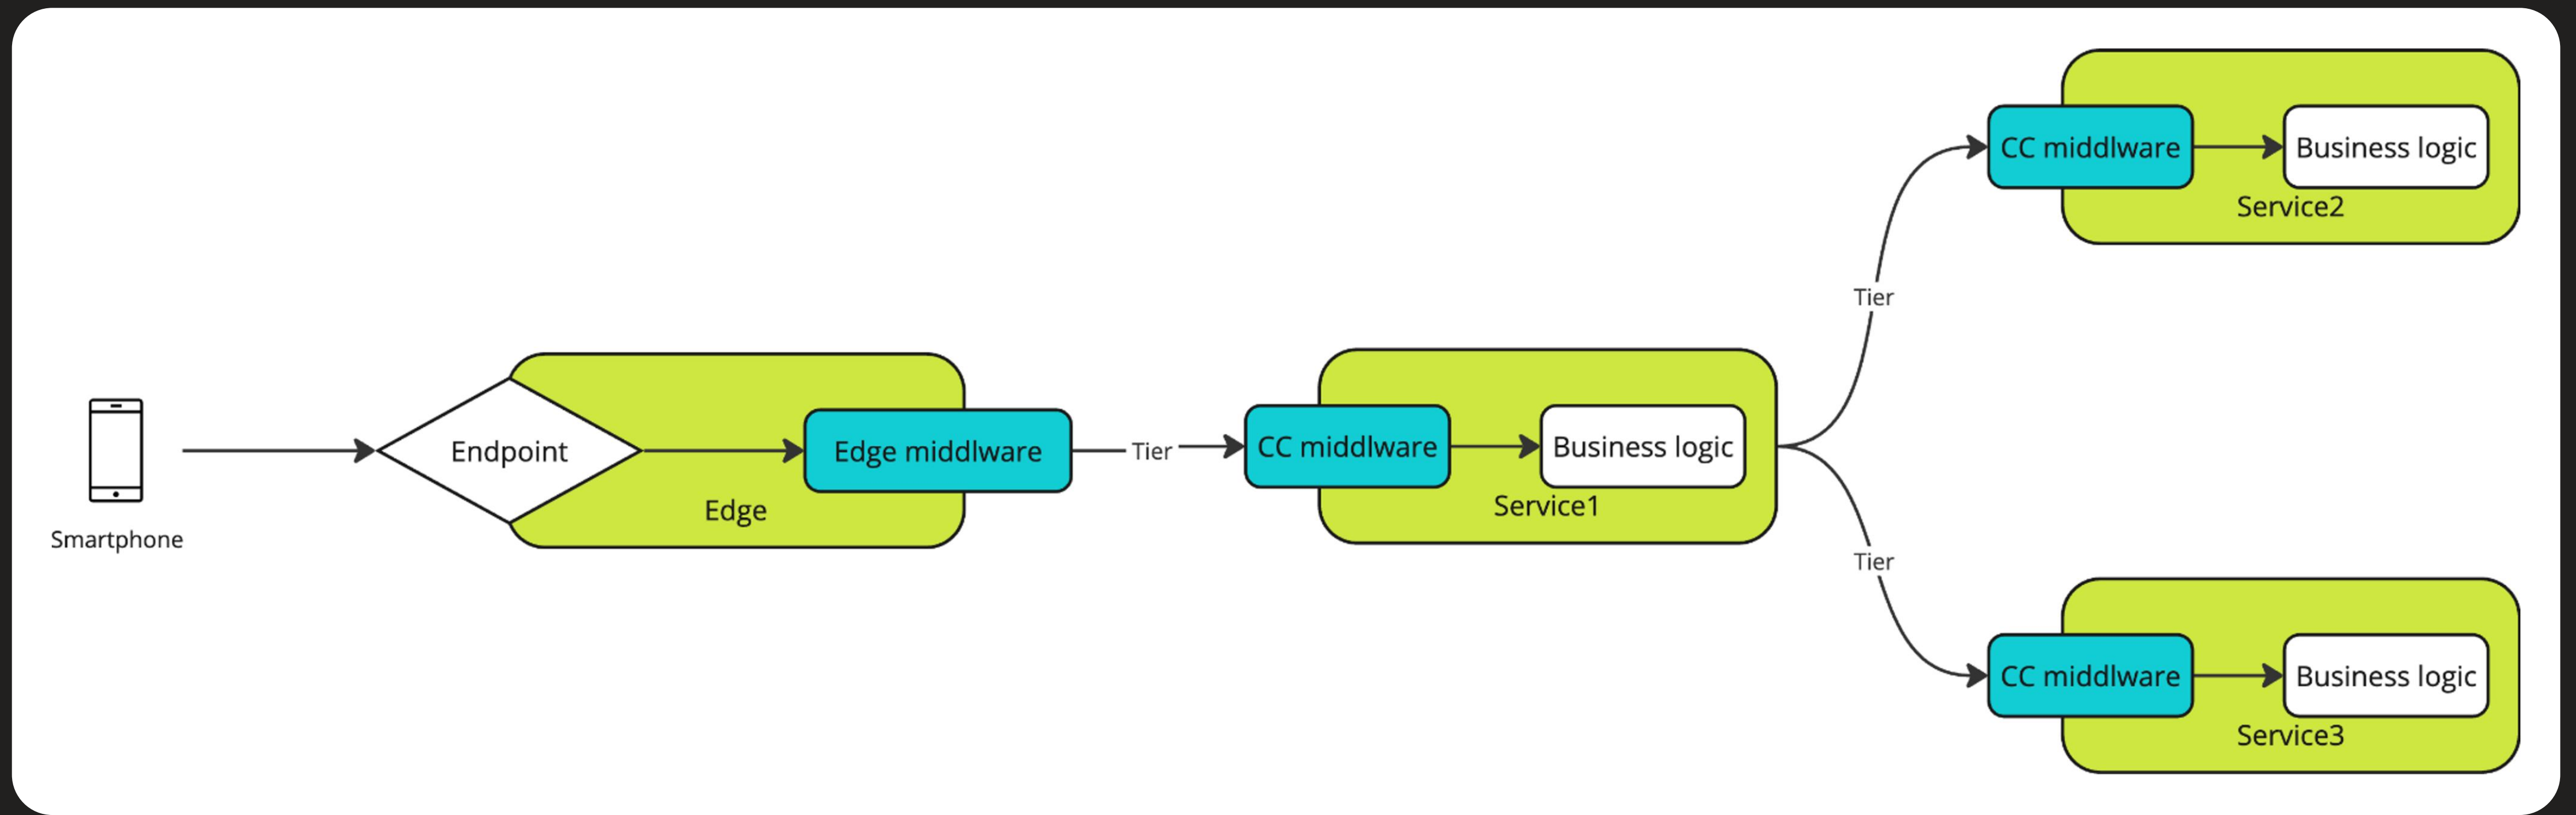 Smartphone
Endpoint
Edge middlware
Edge
Tier
CC middlware
Business logic
Service1
Tier
CC middlware
Business logic
Service2
Tier
CC middlware
Business logic
Service3